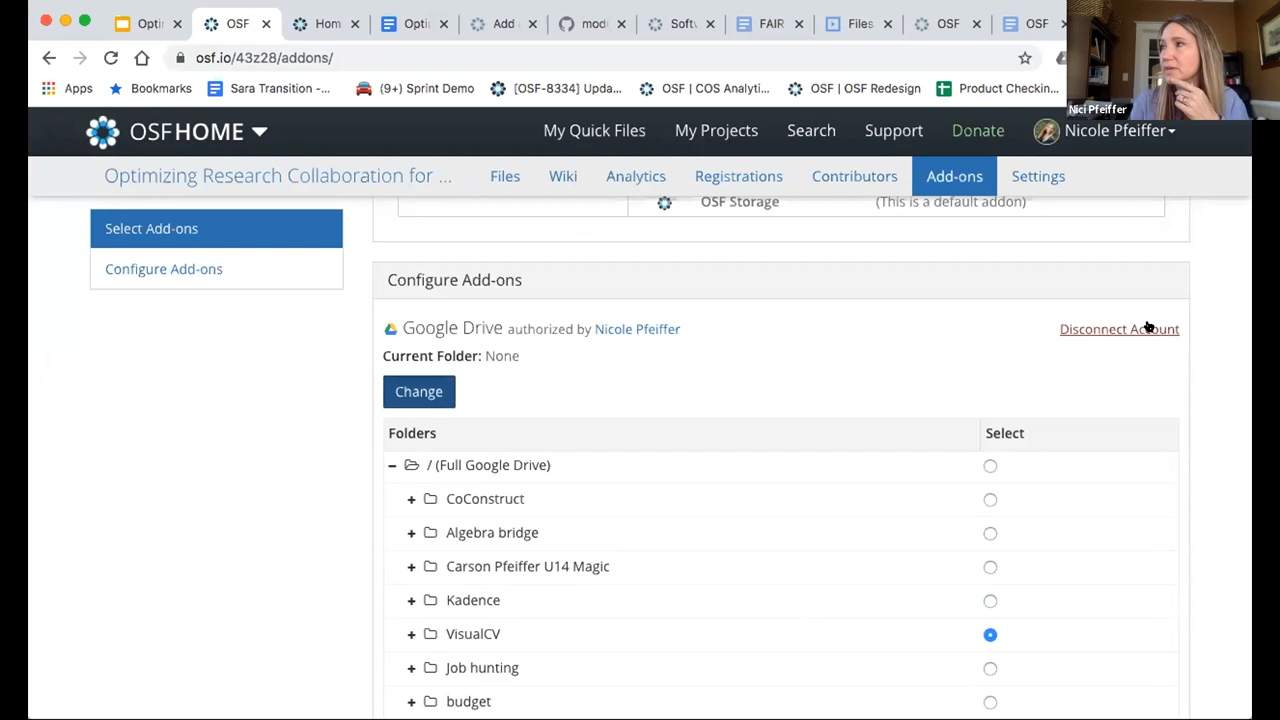 Opti
OSF
Hom
Opti
Add
mod
Soft
FAIR
Files
OSF
OSF
osf.io/43z28/addons/
Apps
Bookmarks
Sara Transition -...
(9+) Sprint Demo
[OSF-8334] Upda...
OSF | COS Analyti...
OSF | OSF Redesign
Product Checkin...
Nici Pfeiffer
OSFHOME
My Quick Files
My Projects
Search
Support
Donate
Nicole Pfeiffer
Optimizing Research Collaboration for ...
Files
Wiki
Analytics
Registrations
Contributors
Add-ons
Settings
OSF Storage
(This is a default addon)
Select Add-ons
Configure Add-ons
Configure Add-ons
Google Drive authorized by Nicole Pfeiffer
Disconnect Account
Current Folder: None
Change
Folders
Select
/ (Full Google Drive)
CoConstruct
Algebra bridge
Carson Pfeiffer U14 Magic
Kadence
VisualCV
Job hunting
budget